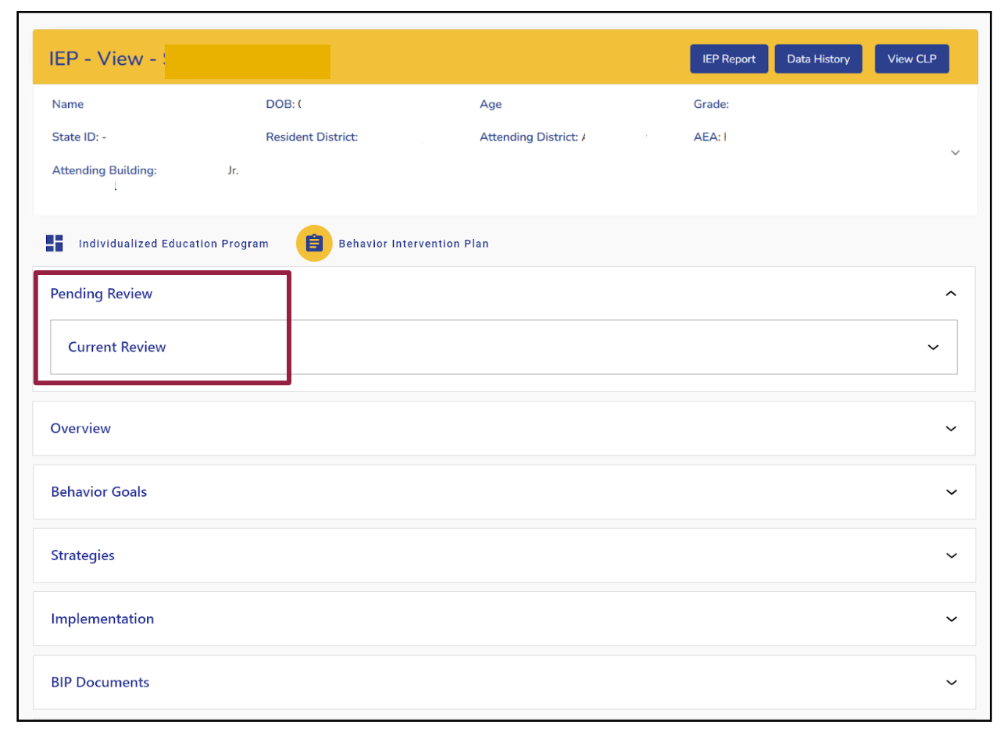 IEP - View -
IEP Report
Data History
View CLP
Name
DOB:
Age
Grade:
State ID: -
Resident District:
Attending District:
AEA:
Attending Building: Jr.
Individualized Education Program
Behavior Intervention Plan
Pending Review
Current Review
Overview
Behavior Goals
Strategies
Implementation
BIP Documents